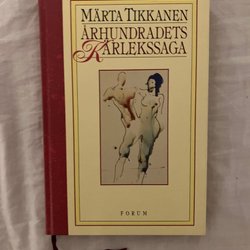 MÄRTA TIKKANEN
ÅRHUNDRADETS
KÄRLEKSSAGA
FORUM